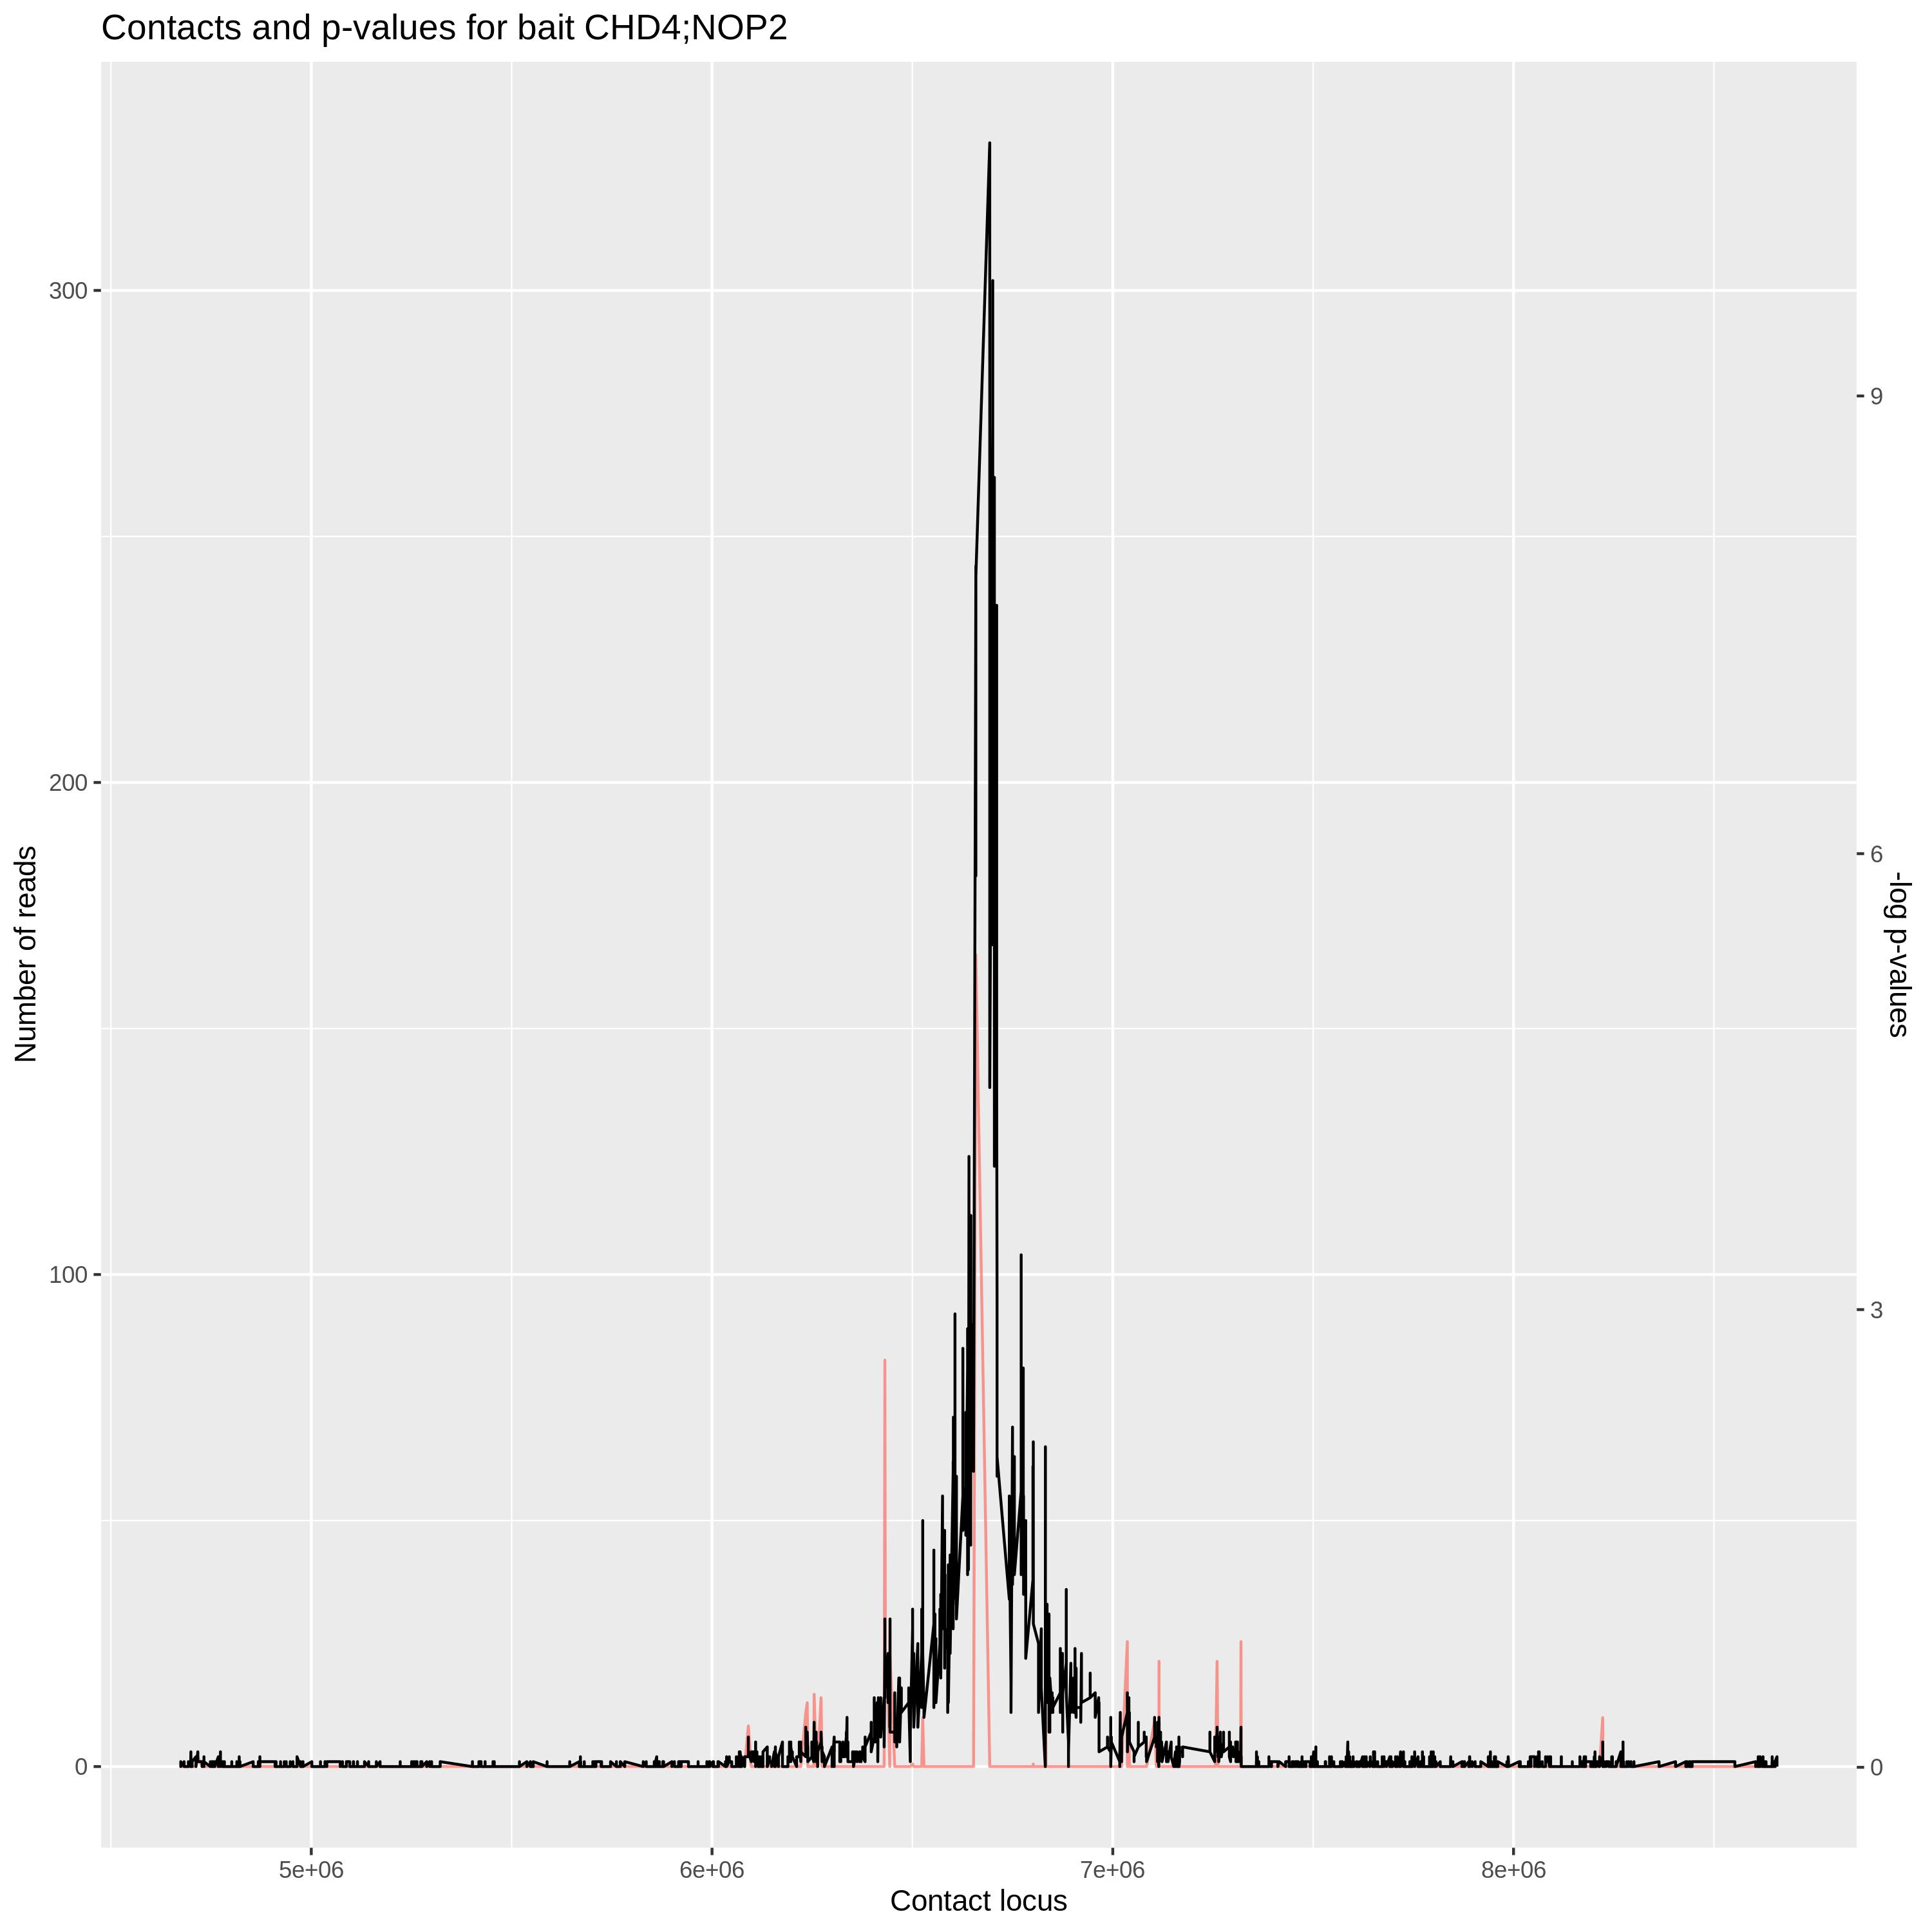 Contacts and p-values for bait CHD4;NOP2
Number of reads
300
200
100
0
9
6
3
0
-log p-values
5e+06
6e+06
7e+06
8e+06
Contact locus